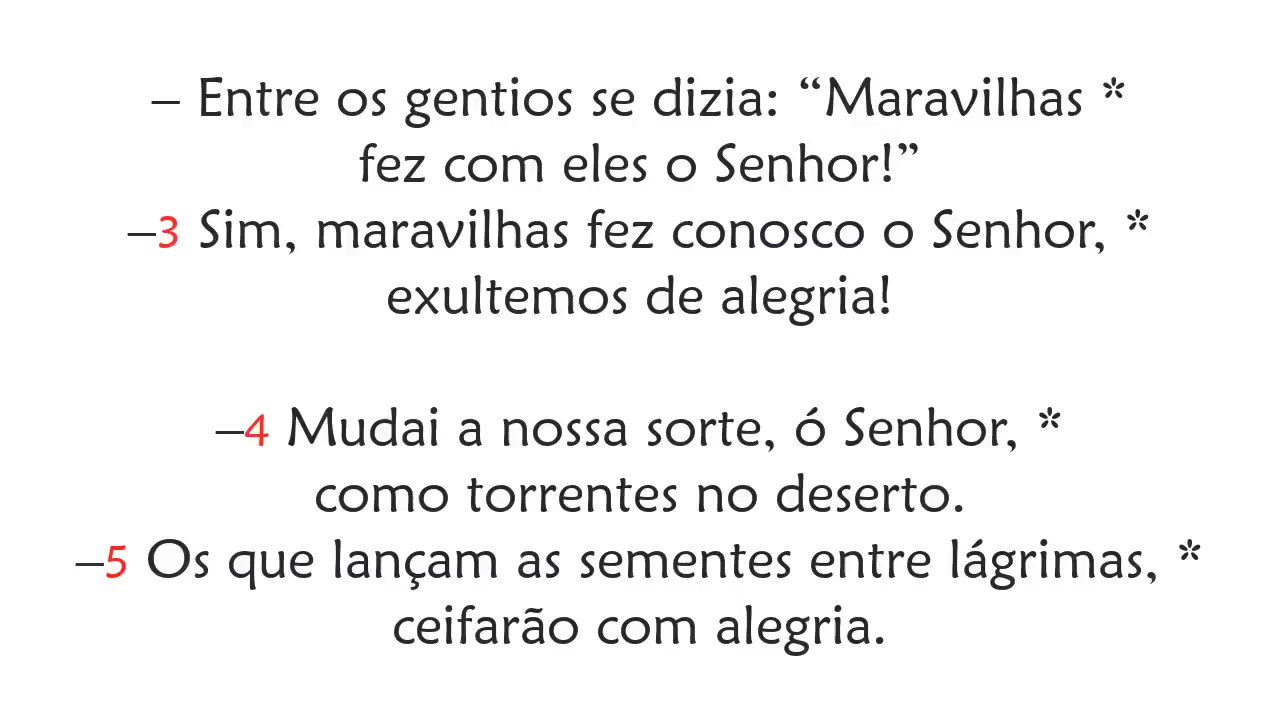 – Entre os gentios se dizia: “Maravilhas *
fez com eles o Senhor!”
–3 Sim, maravilhas fez conosco o Senhor, *
exultemos de alegria!
–4 Mudai a nossa sorte, ó Senhor, *
como torrentes no deserto.
–5 Os que lançam as sementes entre lágrimas, *
ceifarão com alegria.